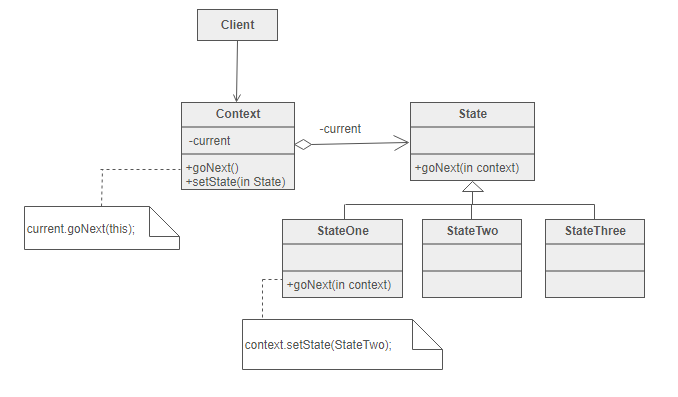 Client
Context
-current
+goNext()
+setState(in State)
-current
State
+goNext(in context)
current.goNext(this);
StateOne
+goNext(in context)
StateTwo
StateThree
context.setState(StateTwo);